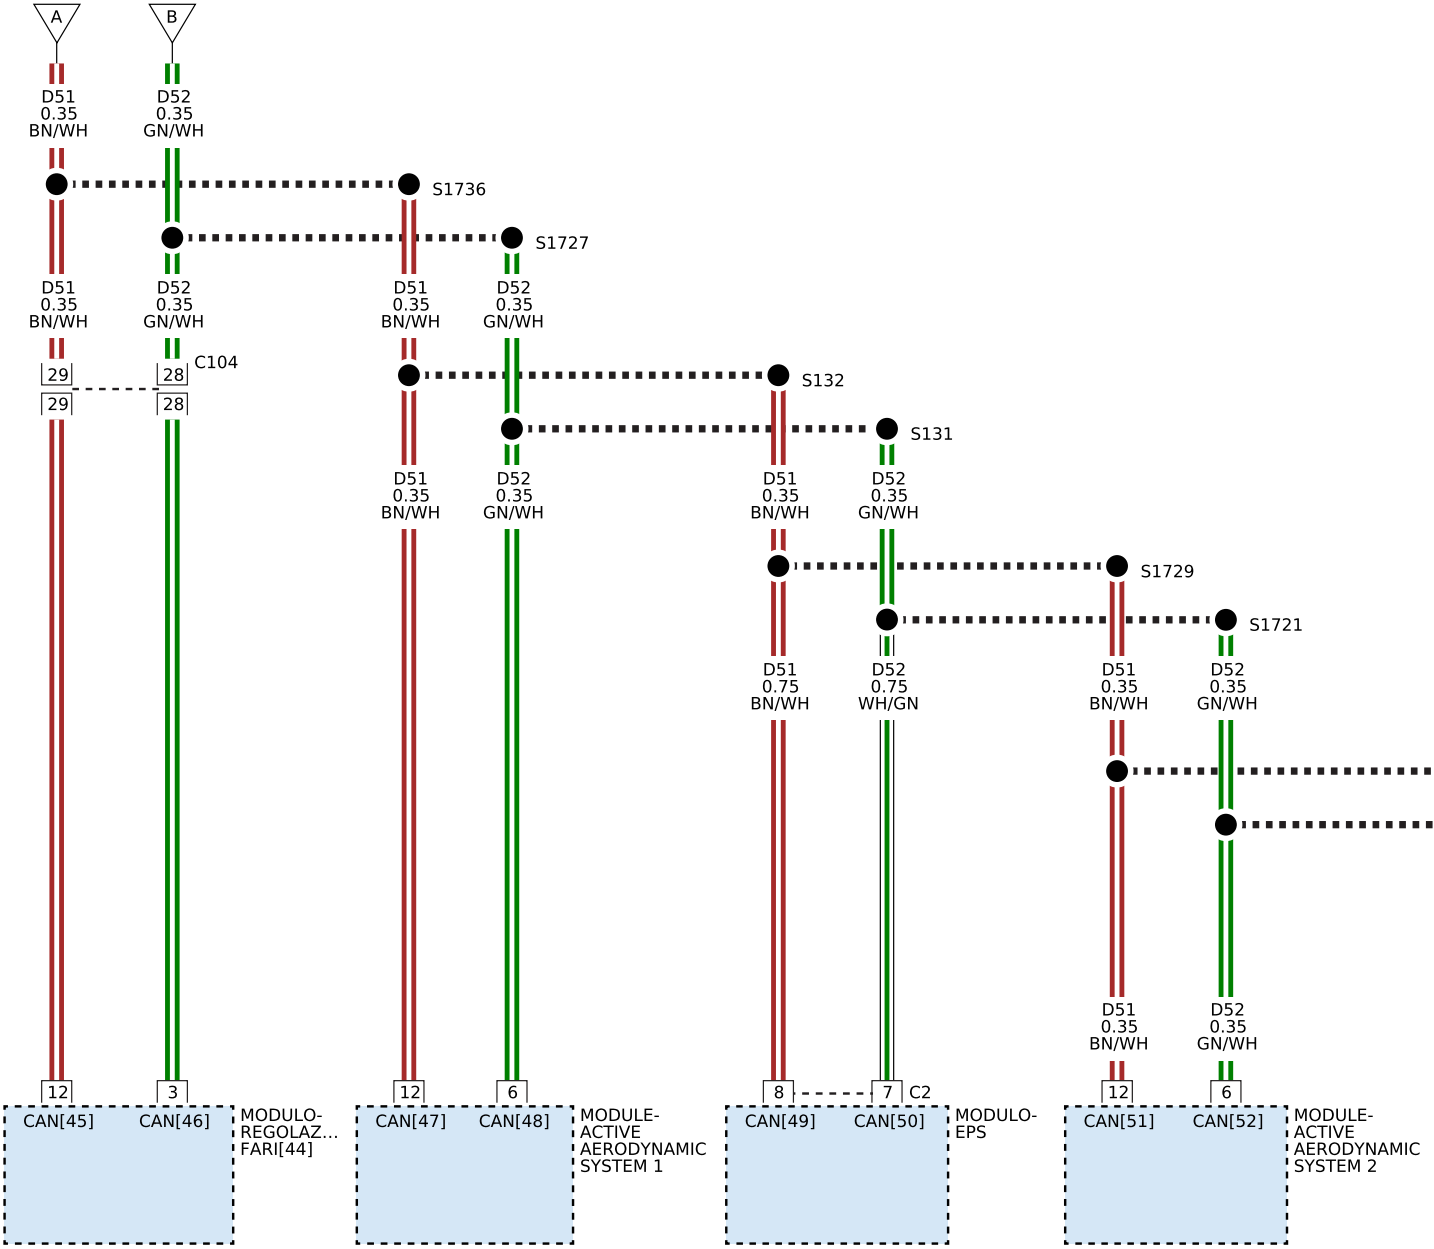 A
B
D51
0.35
BN/WH
D52
0.35
GN/WH
S1736
S1727
D51
0.35
BN/WH
D52
0.35
GN/WH
D51
0.35
BN/WH
D52
0.35
GN/WH
C104
29
28
29
28
S132
S131
D51
0.35
BN/WH
D52
0.35
GN/WH
D51
0.35
BN/WH
D52
0.35
GN/WH
S1729
S1721
D51
0.75
BN/WH
D52
0.75
WH/GN
D51
0.35
BN/WH
D52
0.35
GN/WH
D51
0.35
BN/WH
D52
0.35
GN/WH
12
3
12
6
8
7
C2
12
6
CAN[45]
CAN[46]
MODULO-
REGOLAZ...
FARI[44]
CAN[47]
CAN[48]
MODULE-
ACTIVE
AERODYNAMIC
SYSTEM 1
CAN[49]
CAN[50]
MODULO-
EPS
CAN[51]
CAN[52]
MODULE-
ACTIVE
AERODYNAMIC
SYSTEM 2